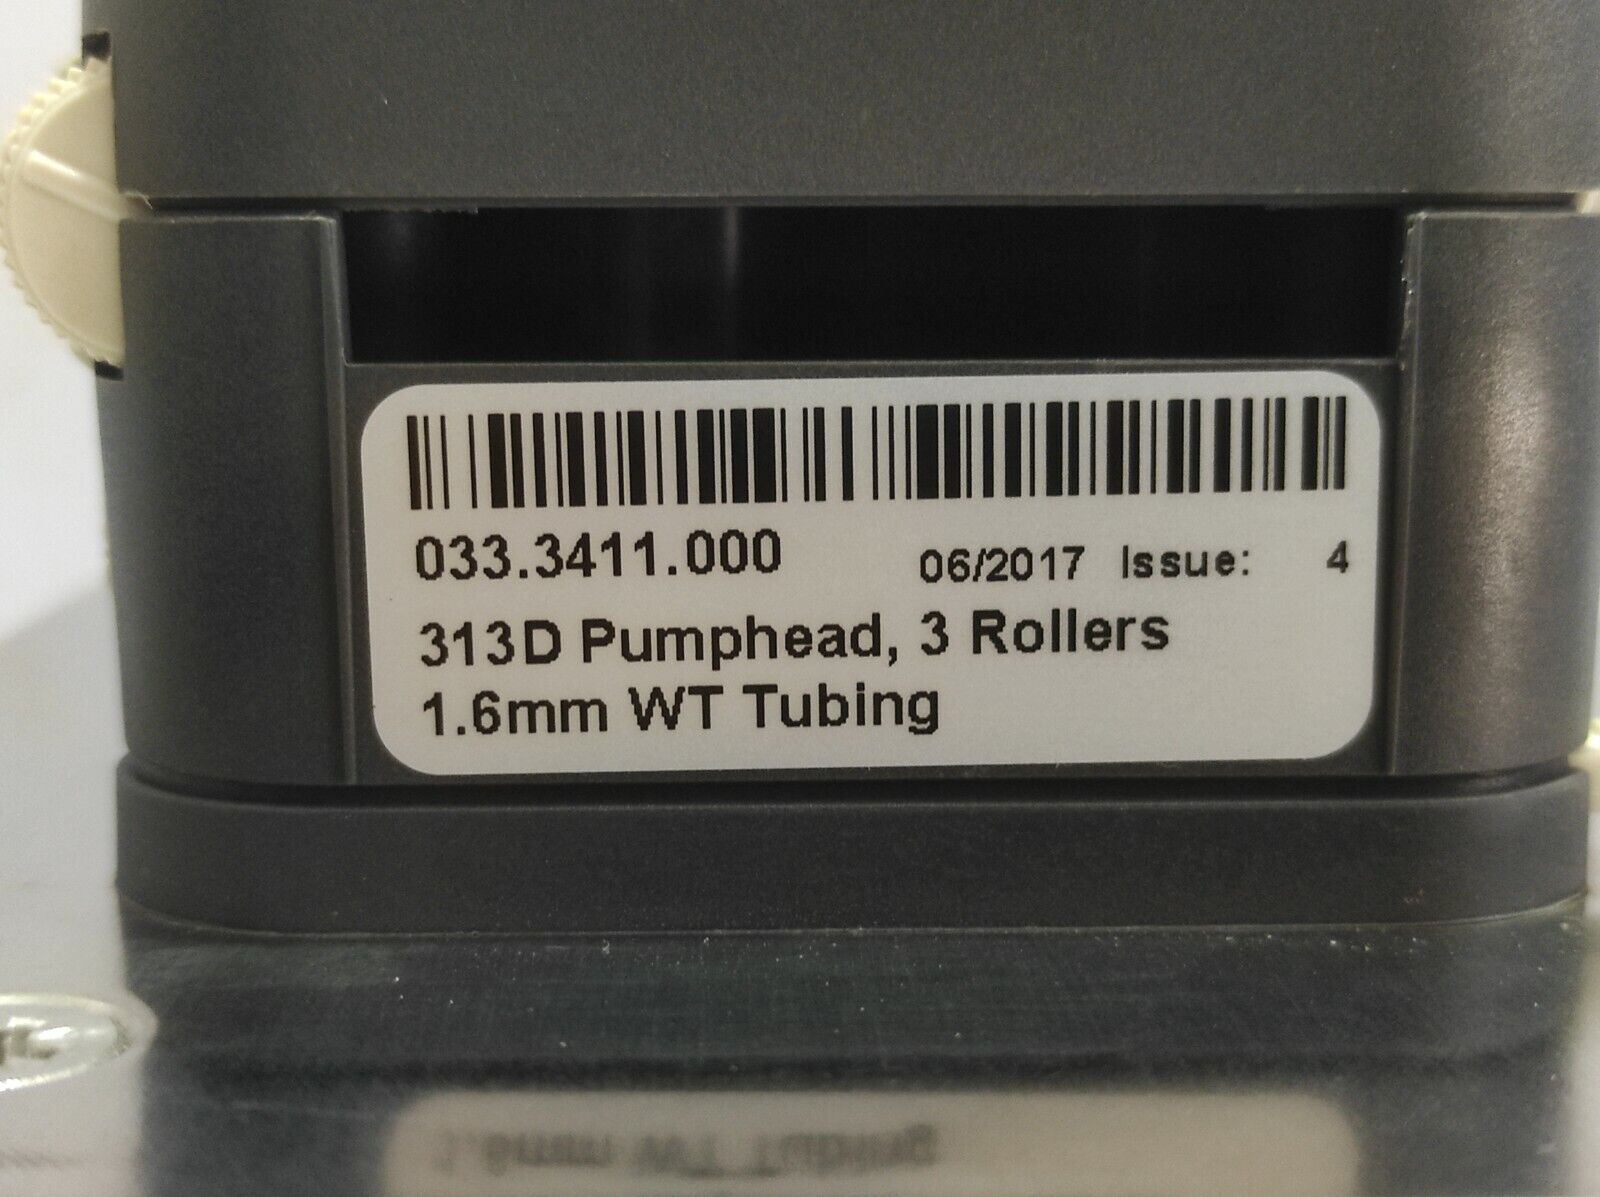 033.3411.000 06/2017 Issue: 4
313D Pumphead, 3 Rollers
1.6mm WT Tubing